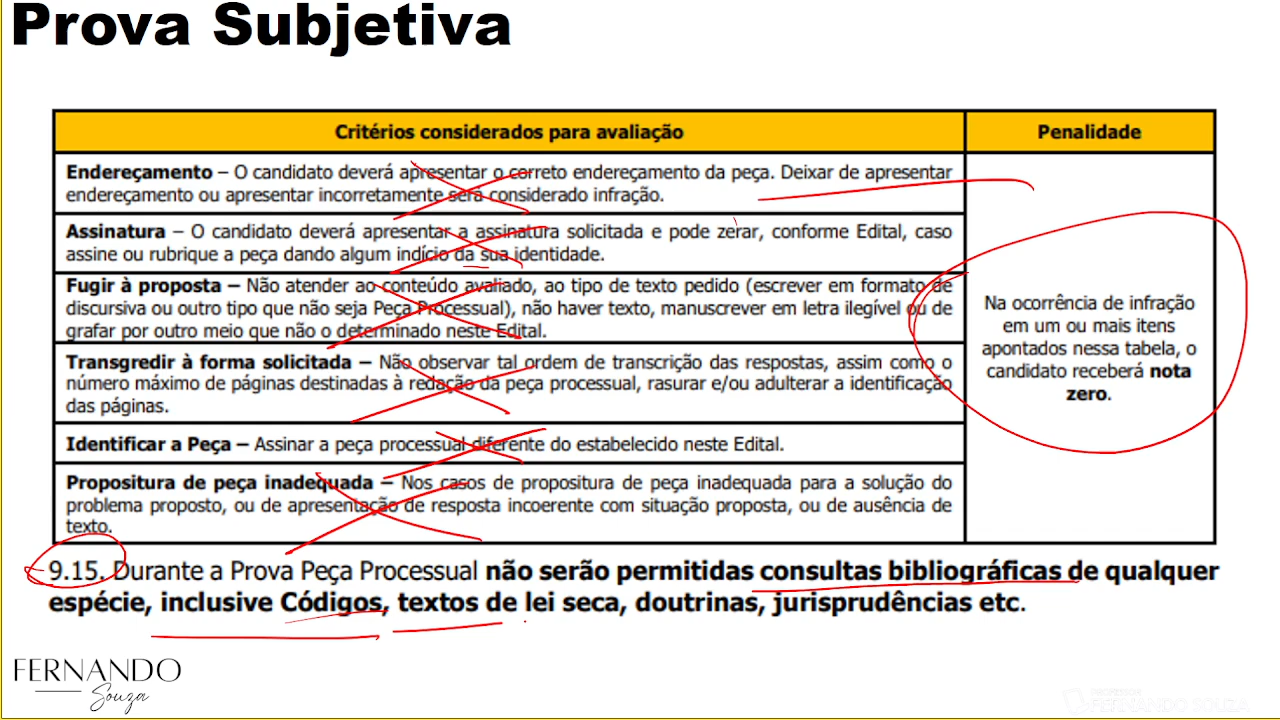 Prova Subjetiva
Critérios considerados para avaliação
Penalidade
Endereçamento – O candidato deverá apresentar o correto endereçamento da peça. Deixar de apresentar
endereçamento ou apresentar incorretamente será considerado infração.
Assinatura – O candidato deverá apresentar a assinatura solicitada e pode zerar, conforme Edital, caso
assine ou rubrique a peça dando algum indício da sua identidade.
Fugir à proposta – Não atender ao conteúdo avaliado, ao tipo de texto pedido (escrever em formato de
discursiva ou outro tipo que não seja Peça Processual), não haver texto, manuscrever em letra ilegível ou de
grafar por outro meio que não o determinado neste Edital.
Transgredir à forma solicitada – Não observar tal ordem de transcrição das respostas, assim como o
número máximo de páginas destinadas à redação da peça processual, rasurar e/ou adulterar a identificação
das páginas.
Identificar a Peça – Assinar a peça processual diferente do estabelecido neste Edital.
Propositura de peça inadequada – Nos casos de propositura de peça inadequada para a solução do
problema proposto, ou de apresentação de resposta incoerente com situação proposta, ou de ausência de
texto.
Na ocorrência de infração
em um ou mais itens
apontados nessa tabela, o
candidato receberá nota
zero.
9.15. Durante a Prova Peça Processual não serão permitidas consultas bibliográficas de qualquer
espécie, inclusive Códigos, textos de lei seca, doutrinas, jurisprudências etc.
FERNANDO
Souza
PROFESSOR
FERNANDO SOUZA